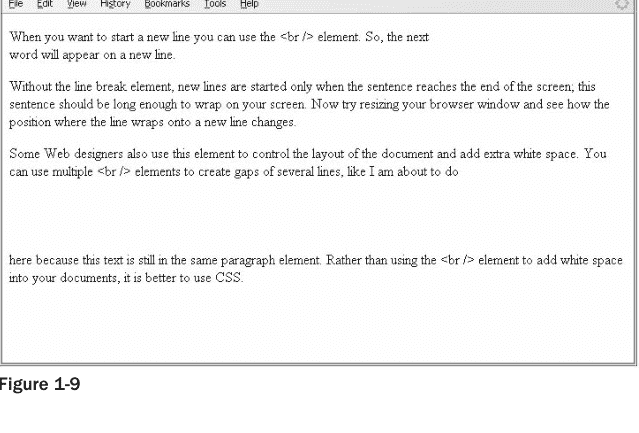 File Edit View History Bookmarks Tools Help
When you want to start a new line you can use the <br /> element. So, the next
word will appear on a new line.
Without the line break element, new lines are started only when the sentence reaches the end of the screen; this
sentence should be long enough to wrap on your screen. Now try resizing your browser window and see how the
position where the line wraps onto a new line changes.
Some Web designers also use this element to control the layout of the document and add extra white space. You
can use multiple <br /> elements to create gaps of several lines, like I am about to do
here because this text is still in the same paragraph element. Rather than using the <br /> element to add white space
into your documents, it is better to use CSS.
Figure 1-9